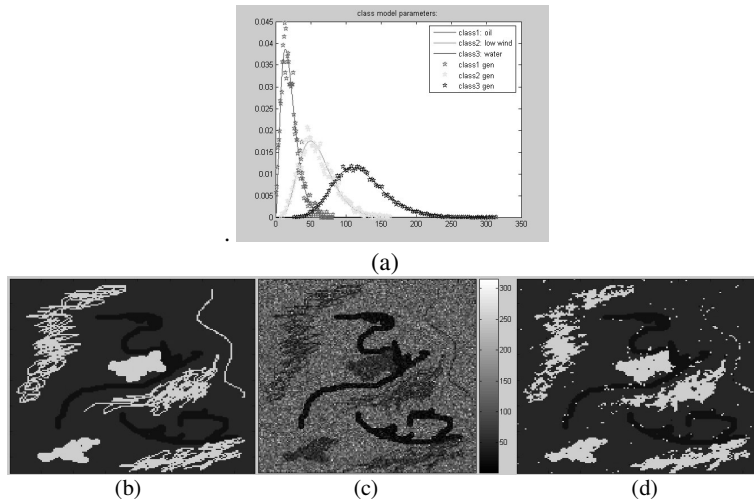 class model parameters:
0.045
0.04
0.035
0.03
0.025
0.02
0.015
0.01
0.005
0
class1: oil
class2: low wind
class3: water
class1 gen
class2 gen
class3 gen
0 50 100 150 200 250 300 350
(a)
300
250
200
150
100
50
(b) (c) (d)